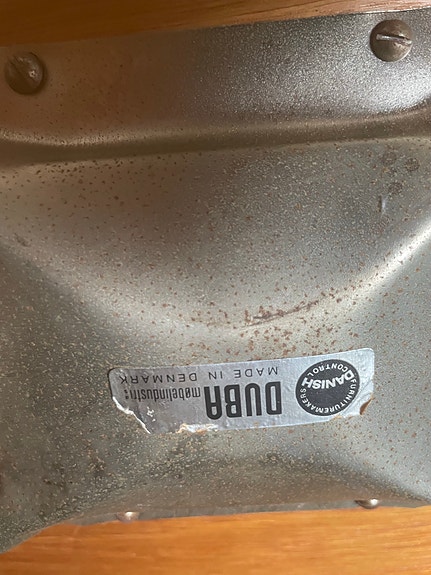 DANISH
FURNITUREMAKERS
CONTROL
DUBA møbelindustri:
MADE IN DENMARK